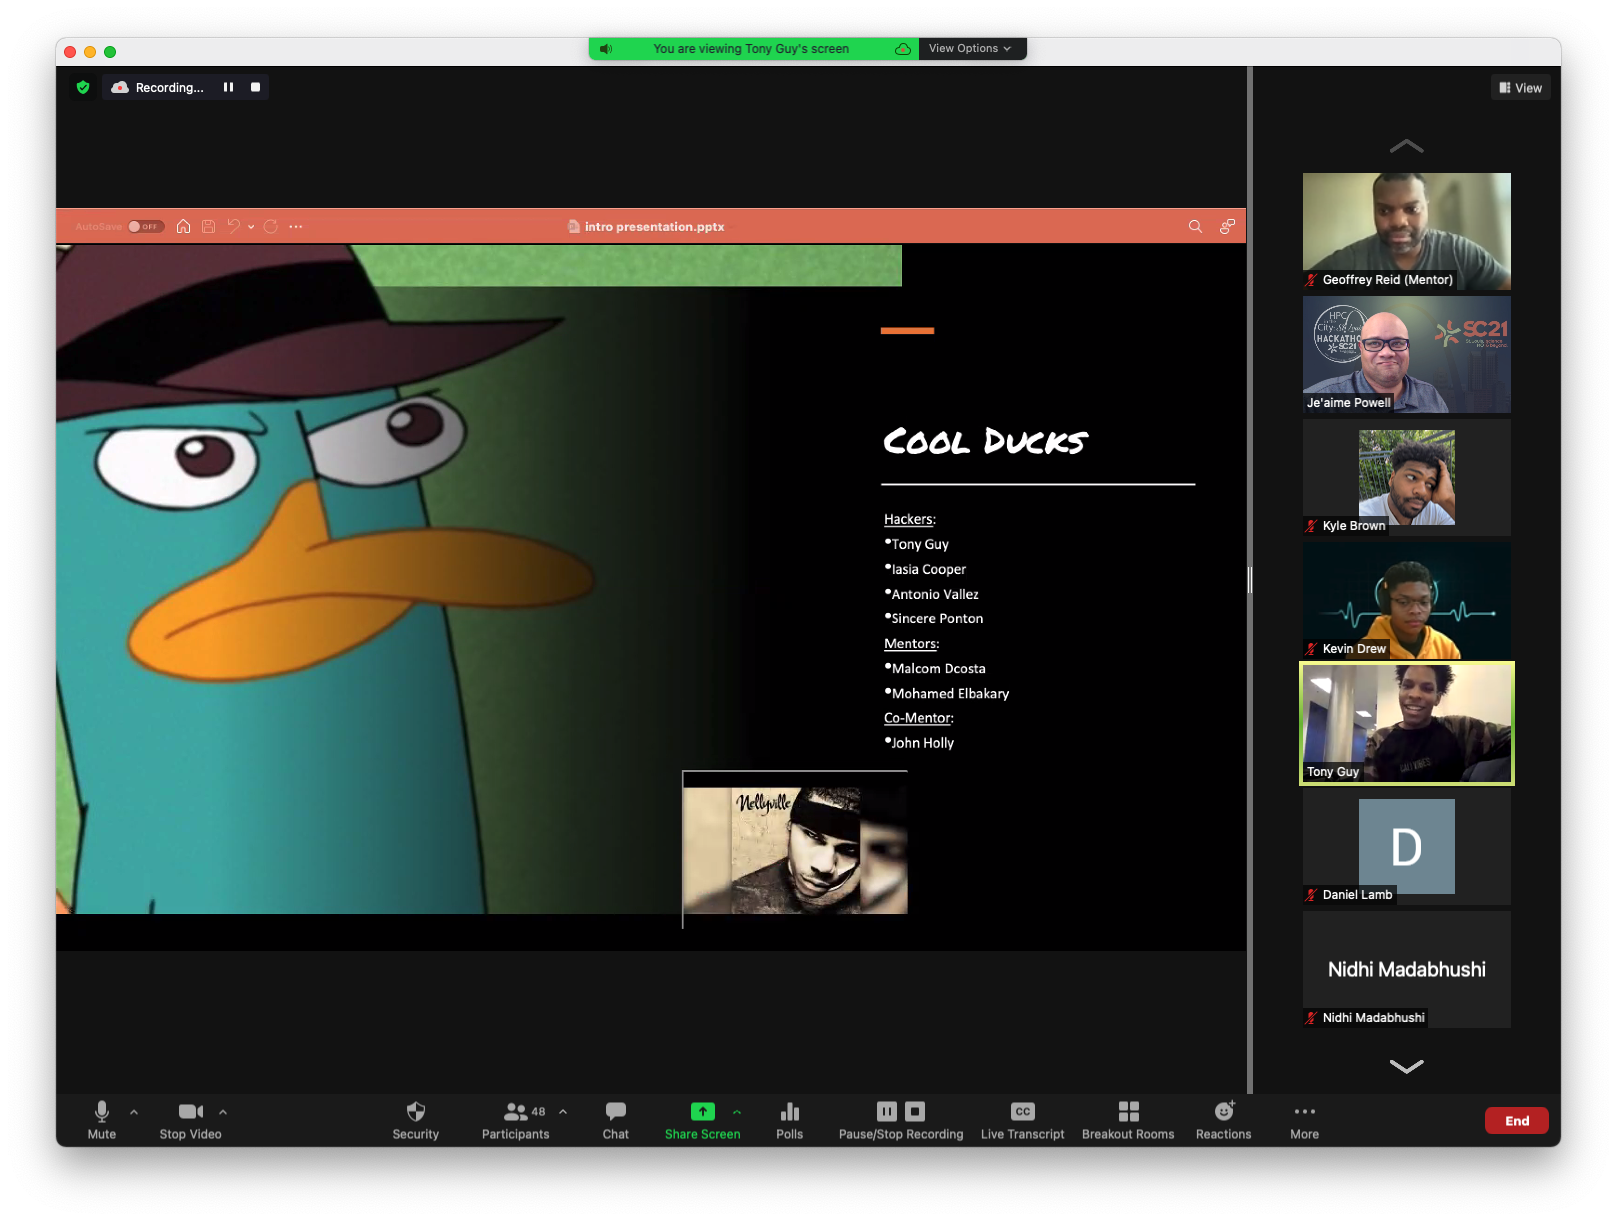 You are viewing Tony Guy's screen
View Options
Recording...
View
AutoSave
OFF
intro presentation.pptx
Cool Ducks
Hackers:
•Tony Guy
•Iasia Cooper
•Antonio Vallez
•Sincere Ponton
Mentors:
•Malcom Dcosta
•Mohamed Elbakary
Co-Mentor:
•John Holly
Nellyville
Geoffrey Reid (Mentor)
HPC
City: St. Louis
HACKATHON
SC21
SC21
Je'aime Powell
Kyle Brown
Kevin Drew
CALI VIBES
Tony Guy
D
Daniel Lamb
Nidhi Madabhushi
Nidhi Madabhushi
Mute
Stop Video
Security
48
Participants
Chat
Share Screen
Polls
Pause/Stop Recording
CC
Live Transcript
Breakout Rooms
Reactions
More
End